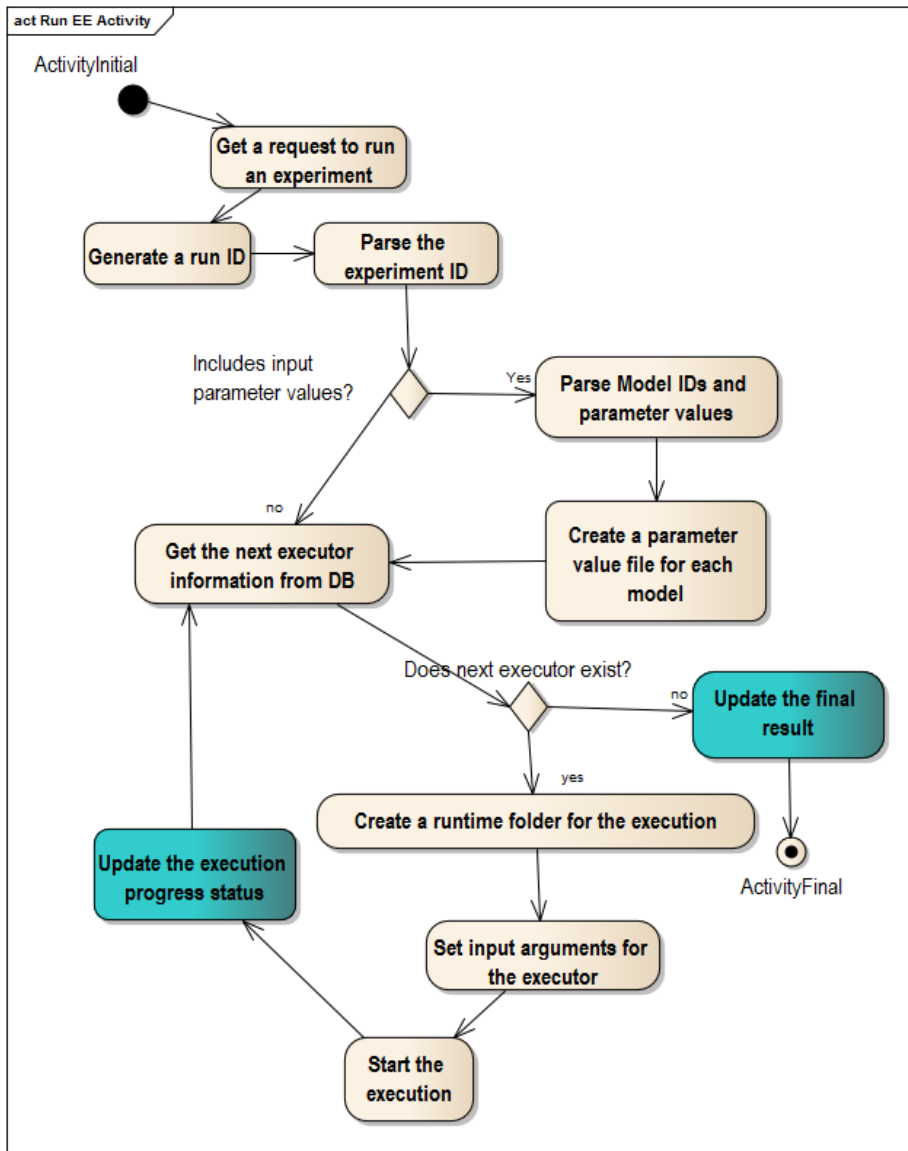 act Run EE Activity
ActivityInitial
Get a request to run
an experiment
Generate a run ID
Parse the
experiment ID
Includes input
parameter values?
Yes
Parse Model IDs and
parameter values
no
Get the next executor
information from DB
Create a parameter
value file for each
model
Does next executor exist?
no
Update the final
result
yes
Create a runtime folder for the execution
Update the execution
progress status
ActivityFinal
Set input arguments for
the executor
Start the
execution